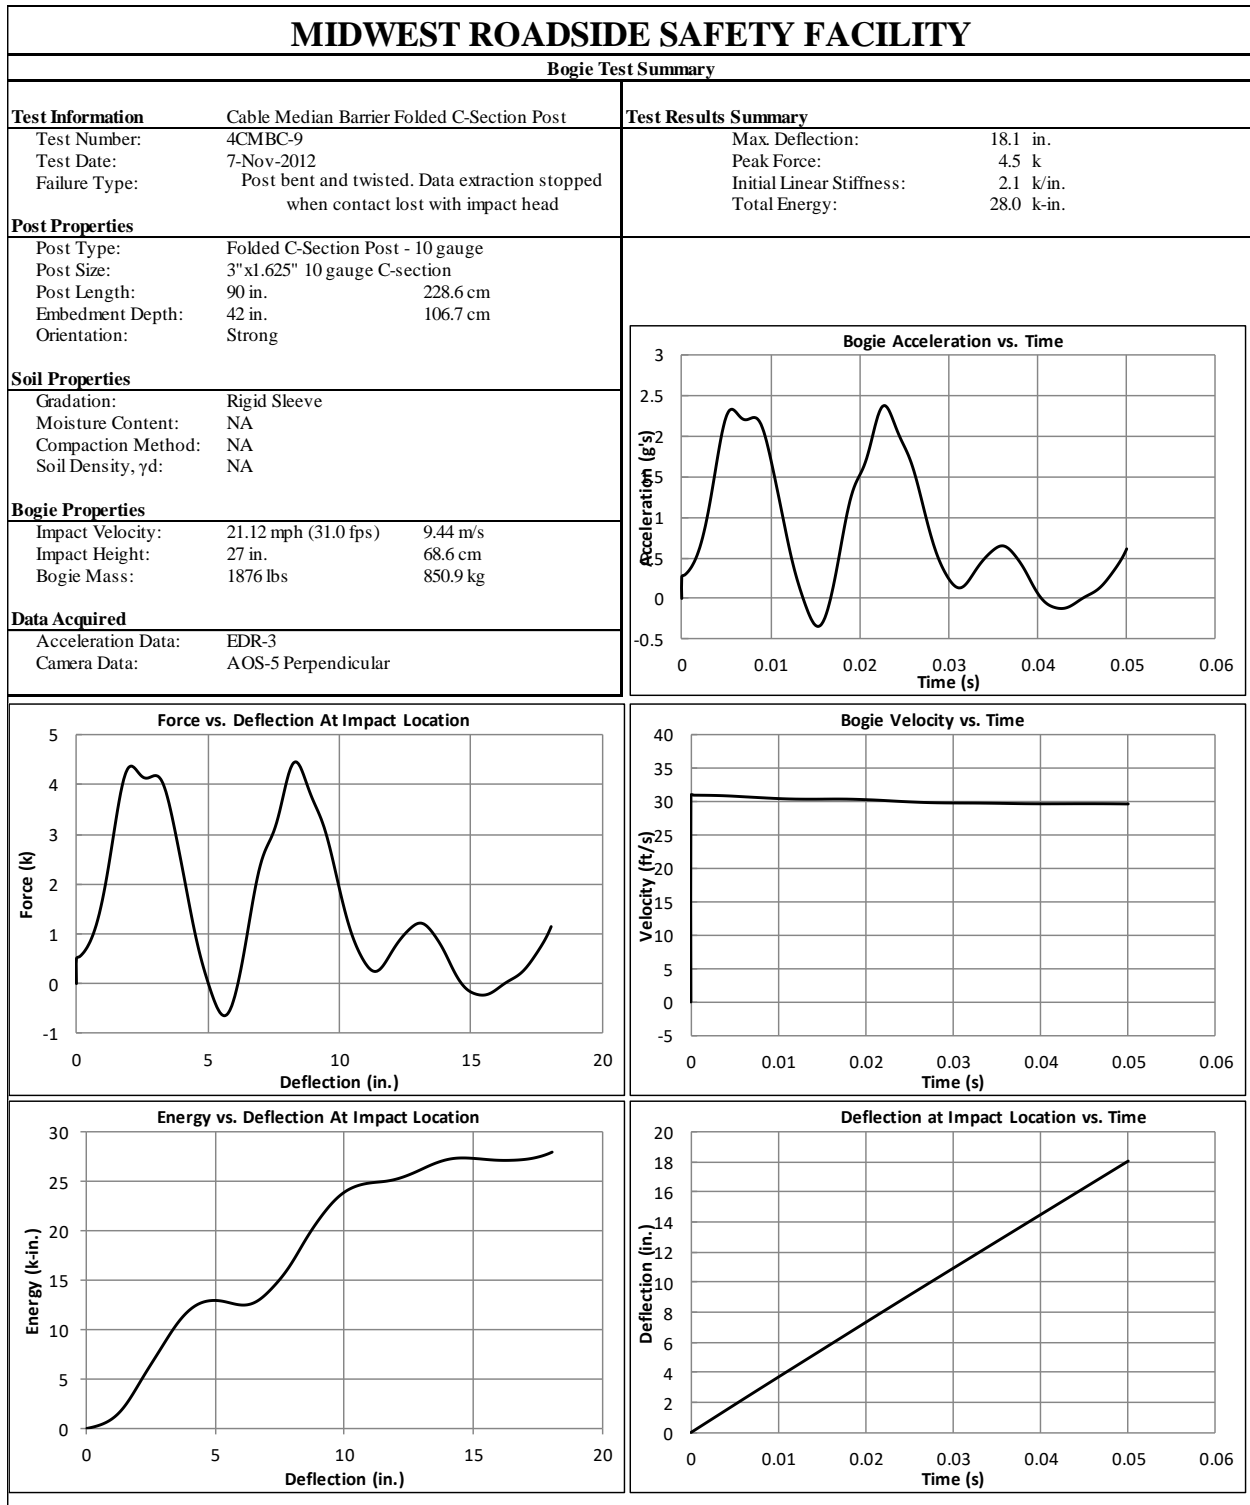 MIDWEST ROADSIDE SAFETY FACILITY
Bogie Test Summary
Test Information Cable Median Barrier Folded C-Section Post
Test Number: 4CMBC-9
Test Date: 7-Nov-2012
Failure Type: Post bent and twisted. Data extraction stopped
when contact lost with impact head
Post Properties
Post Type: Folded C-Section Post - 10 gauge
Post Size: 3"x1.625" 10 gauge C-section
Post Length: 90 in. 228.6 cm
Embedment Depth: 42 in. 106.7 cm
Orientation: Strong
Soil Properties
Gradation: Rigid Sleeve
Moisture Content: NA
Compaction Method: NA
Soil Density, γd: NA
Bogie Properties
Impact Velocity: 21.12 mph (31.0 fps) 9.44 m/s
Impact Height: 27 in. 68.6 cm
Bogie Mass: 1876 lbs 850.9 kg
Data Acquired
Acceleration Data: EDR-3
Camera Data: AOS-5 Perpendicular
Test Results Summary
Max. Deflection: 18.1 in.
Peak Force: 4.5 k
Initial Linear Stiffness: 2.1 k/in.
Total Energy: 28.0 k-in.
Bogie Acceleration vs. Time
Acceleration (g's)
3
2.5
2
1.5
1
0.5
0
-0.5
0 0.01 0.02 0.03 0.04 0.05 0.06
Time (s)
Force vs. Deflection At Impact Location
Force (k)
5
4
3
2
1
0
-1
0 5 10 15 20
Deflection (in.)
Bogie Velocity vs. Time
Velocity (ft/s)
40
35
30
25
20
15
10
5
0
-5
0 0.01 0.02 0.03 0.04 0.05 0.06
Time (s)
Energy vs. Deflection At Impact Location
Energy (k-in.)
30
25
20
15
10
5
0
0 5 10 15 20
Deflection (in.)
Deflection at Impact Location vs. Time
Deflection (in.)
20
18
16
14
12
10
8
6
4
2
0
0 0.01 0.02 0.03 0.04 0.05 0.06
Time (s)